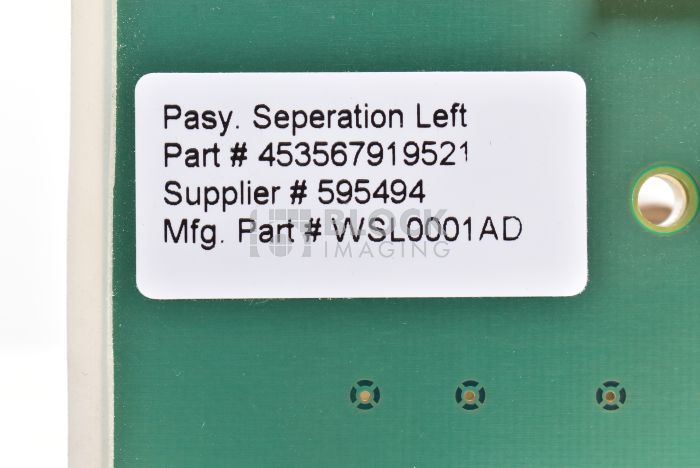 Pasy. Seperation Left
Part # 453567919521
Supplier # 595494
Mfg. Part # WSL0001AD
BLOCK
IMAGING